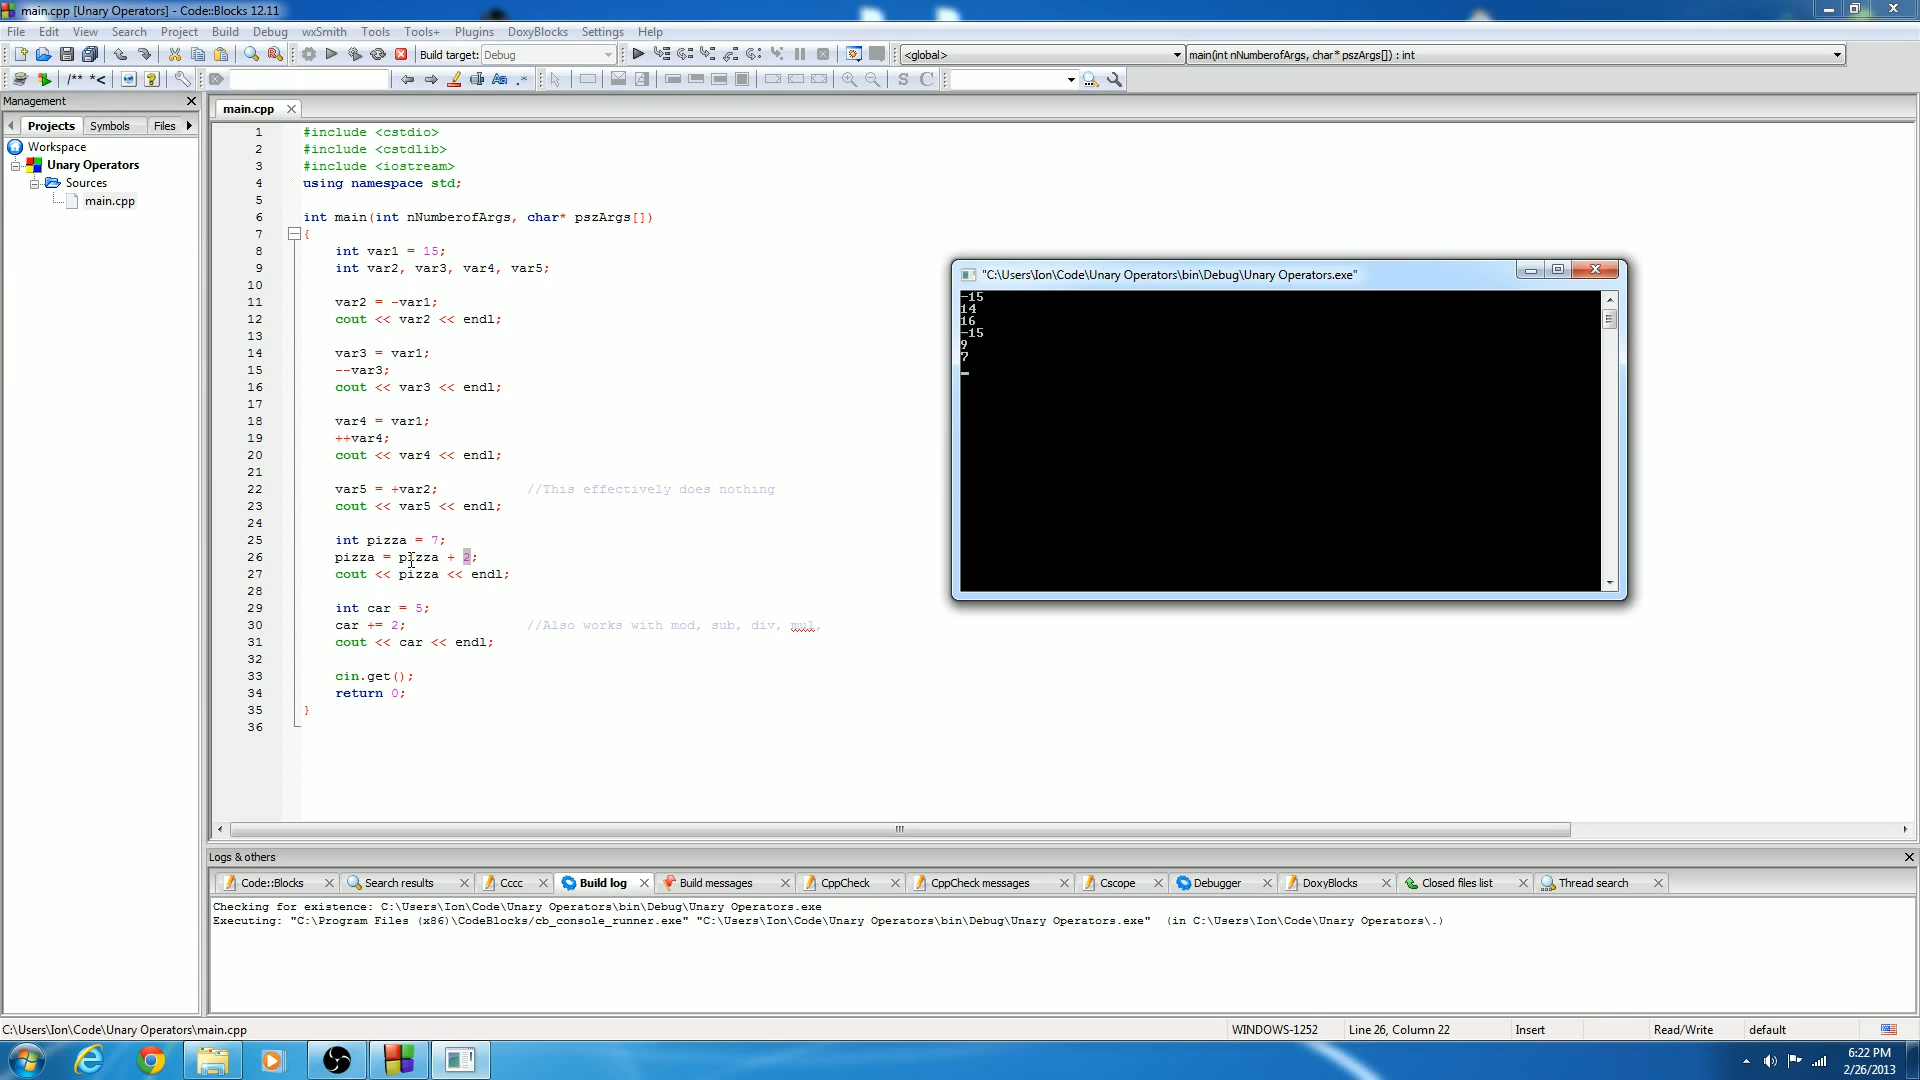 main.cpp [Unary Operators] - Code::Blocks 12.11
File Edit View Search Project Build Debug wxSmith Tools Tools+ Plugins DoxyBlocks Settings Help
Build target: Debug <global> main(int nNumberofArgs, char* pszArgs[]) : int
/** *< Aa .* S C
Management
Projects Symbols Files
Workspace
Unary Operators
Sources
main.cpp
main.cpp
1 #include <cstdio>
2 #include <cstdlib>
3 #include <iostream>
4 using namespace std;
5
6 int main(int nNumberofArgs, char* pszArgs[])
7 {
8 int var1 = 15;
9 int var2, var3, var4, var5;
10
11 var2 = -var1;
12 cout << var2 << endl;
13
14 var3 = var1;
15 --var3;
16 cout << var3 << endl;
17
18 var4 = var1;
19 ++var4;
20 cout << var4 << endl;
21
22 var5 = +var2; //This effectively does nothing
23 cout << var5 << endl;
24
25 int pizza = 7;
26 pizza = pizza + 2;
27 cout << pizza << endl;
28
29 int car = 5;
30 car += 2; //Also works with mod, sub, div, mul,
31 cout << car << endl;
32
33 cin.get();
34 return 0;
35 }
36
"C:\Users\Ion\Code\Unary Operators\bin\Debug\Unary Operators.exe"
-15
14
16
-15
9
7
Logs & others
Code::Blocks Search results Cccc Build log Build messages CppCheck CppCheck messages Cscope Debugger DoxyBlocks Closed files list Thread search
Checking for existence: C:\Users\Ion\Code\Unary Operators\bin\Debug\Unary Operators.exe
Executing: "C:\Program Files (x86)\CodeBlocks/cb_console_runner.exe" "C:\Users\Ion\Code\Unary Operators\bin\Debug\Unary Operators.exe" (in C:\Users\Ion\Code\Unary Operators\.)
C:\Users\Ion\Code\Unary Operators\main.cpp WINDOWS-1252 Line 26, Column 22 Insert Read/Write default
6:22 PM
2/26/2013